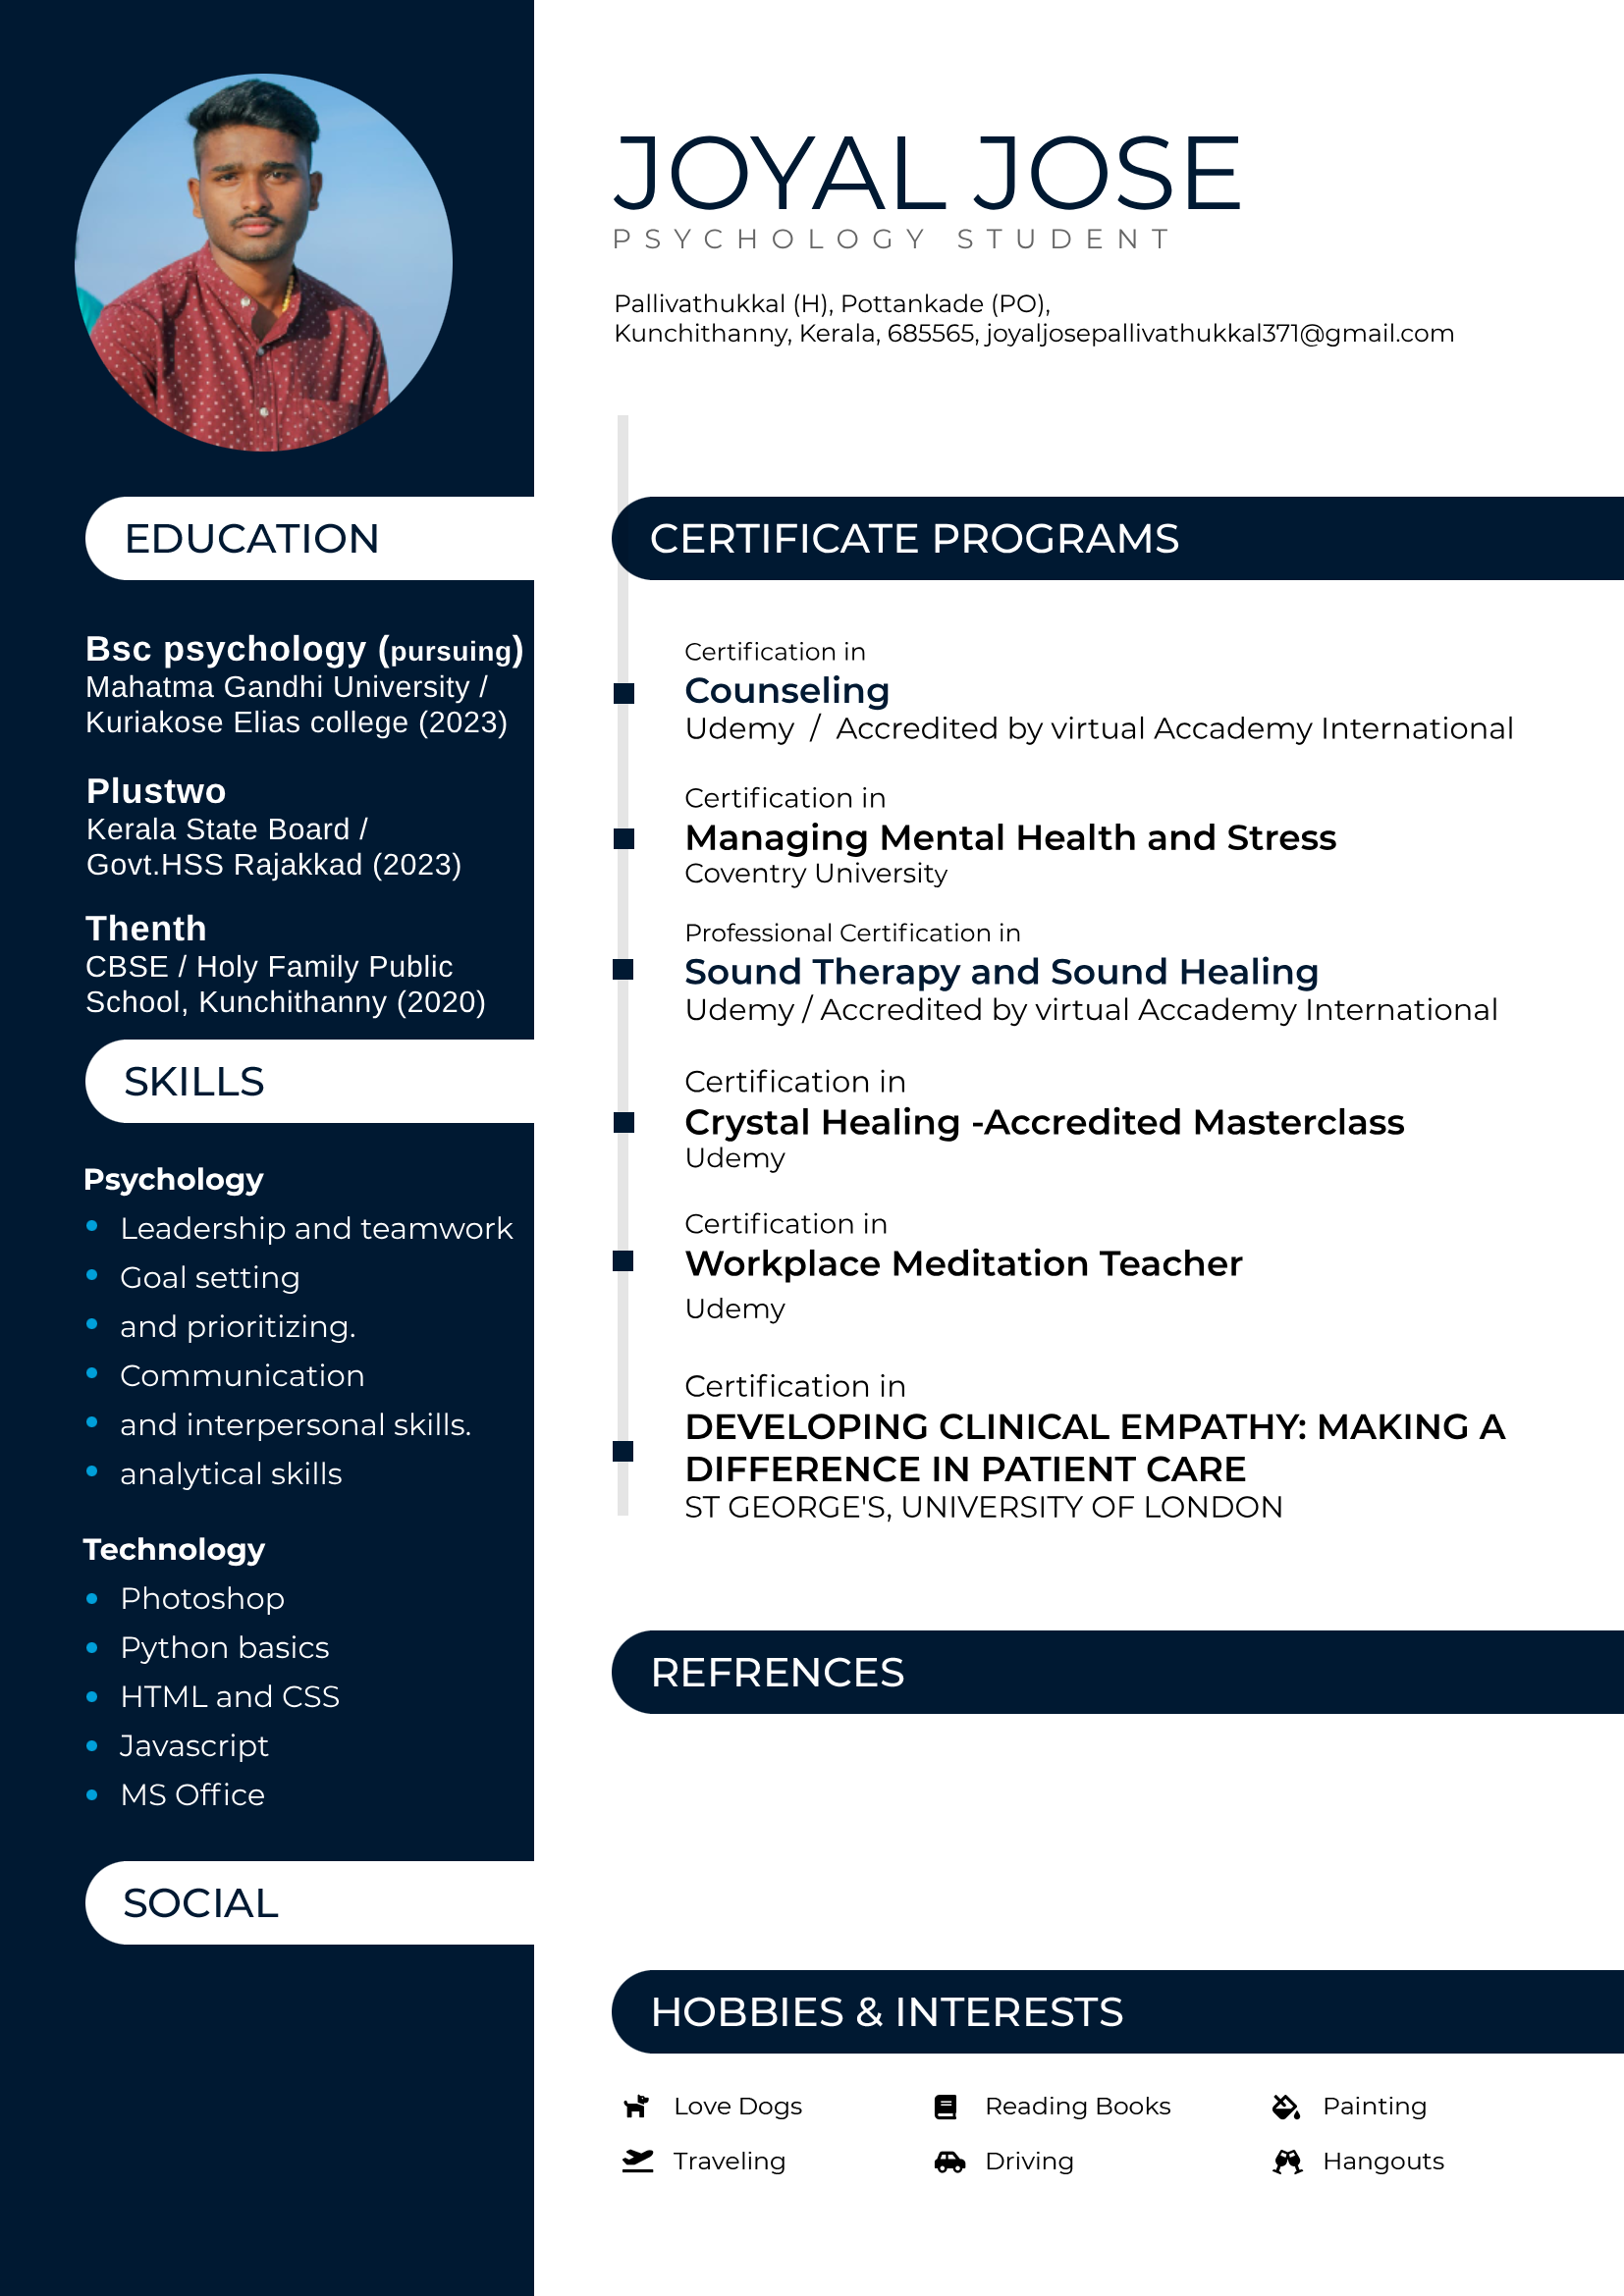 JOYAL JOSE
PSYCHOLOGY STUDENT
Pallivathukkal (H), Pottankade (PO),
Kunchithanny, Kerala, 685565, joyaljosepallivathukkal371@gmail.com
EDUCATION
Bsc psychology (pursuing)
Mahatma Gandhi University /
Kuriakose Elias college (2023)
Plustwo
Kerala State Board /
Govt.HSS Rajakkad (2023)
Thenth
CBSE / Holy Family Public
School, Kunchithanny (2020)
SKILLS
Psychology
Leadership and teamwork
Goal setting
and prioritizing.
Communication
and interpersonal skills.
analytical skills
Technology
Photoshop
Python basics
HTML and CSS
Javascript
MS Office
SOCIAL
CERTIFICATE PROGRAMS
Certification in
Counseling
Udemy / Accredited by virtual Accademy International
Certification in
Managing Mental Health and Stress
Coventry University
Professional Certification in
Sound Therapy and Sound Healing
Udemy / Accredited by virtual Accademy International
Certification in
Crystal Healing -Accredited Masterclass
Udemy
Certification in
Workplace Meditation Teacher
Udemy
Certification in
DEVELOPING CLINICAL EMPATHY: MAKING A
DIFFERENCE IN PATIENT CARE
ST GEORGE'S, UNIVERSITY OF LONDON
REFRENCES
HOBBIES & INTERESTS
Love Dogs
Reading Books
Painting
Traveling
Driving
Hangouts